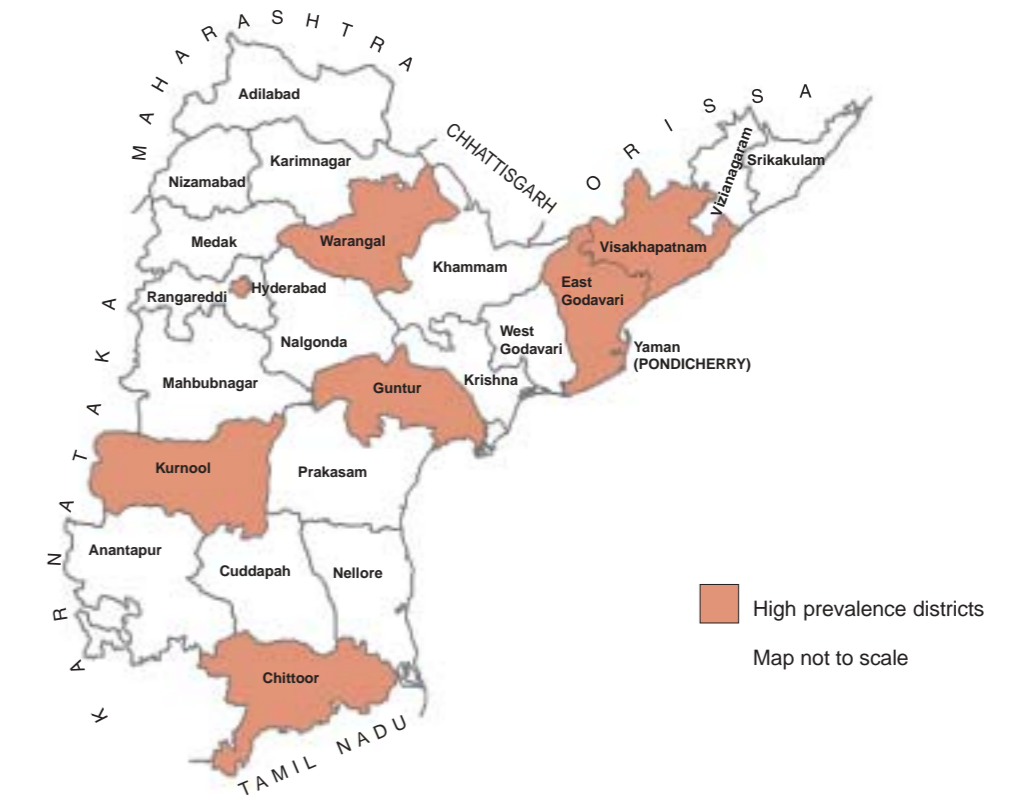 MAHARASHTRA
Adilabad
CHHATTISGARH
ORISSA
Karimnagar
Nizamabad
Vizianagaram
Srikakulam
Medak
Warangal
Visakhapatnam
Khammam
East
Godavari
Rangareddi
Hyderabad
Nalgonda
West
Godavari
Yaman
(PONDICHERRY)
Mahbubnagar
Guntur
Krishna
KARNATAKA
Kurnool
Prakasam
Anantapur
Cuddapah
Nellore
High prevalence districts
Map not to scale
Chittoor
TAMIL NADU